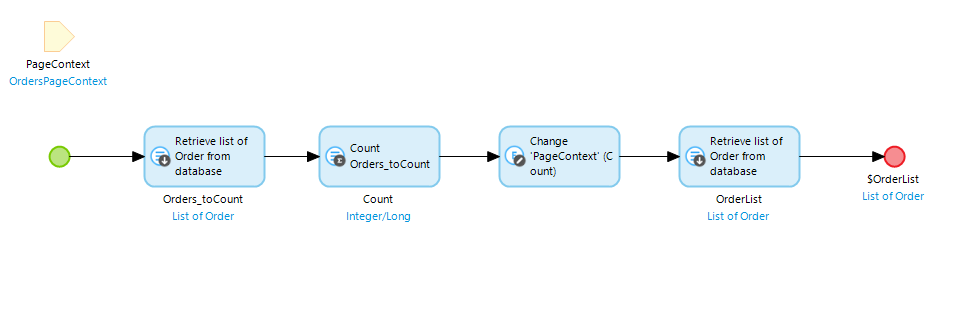 PageContext
OrdersPageContext
Retrieve list of
Order from
database
Orders_toCount
List of Order
Count
Orders_toCount
Count
Integer/Long
Change
'PageContext' (C
ount)
Retrieve list of
Order from
database
OrderList
List of Order
$OrderList
List of Order